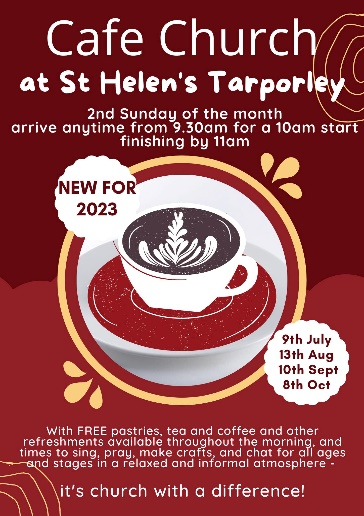 Cafe Church
at St Helen's Tarporley
2nd Sunday of the month
arrive anytime from 9.30am for a 10am start
finishing by 11am
NEW FOR
2023
9th July
13th Aug
10th Sept
8th Oct
With FREE pastries, tea and coffee and other
refreshments available throughout the morning, and
times to sing, pray, make crafts, and chat for all ages
and stages in a relaxed and informal atmosphere -
it's church with a difference!